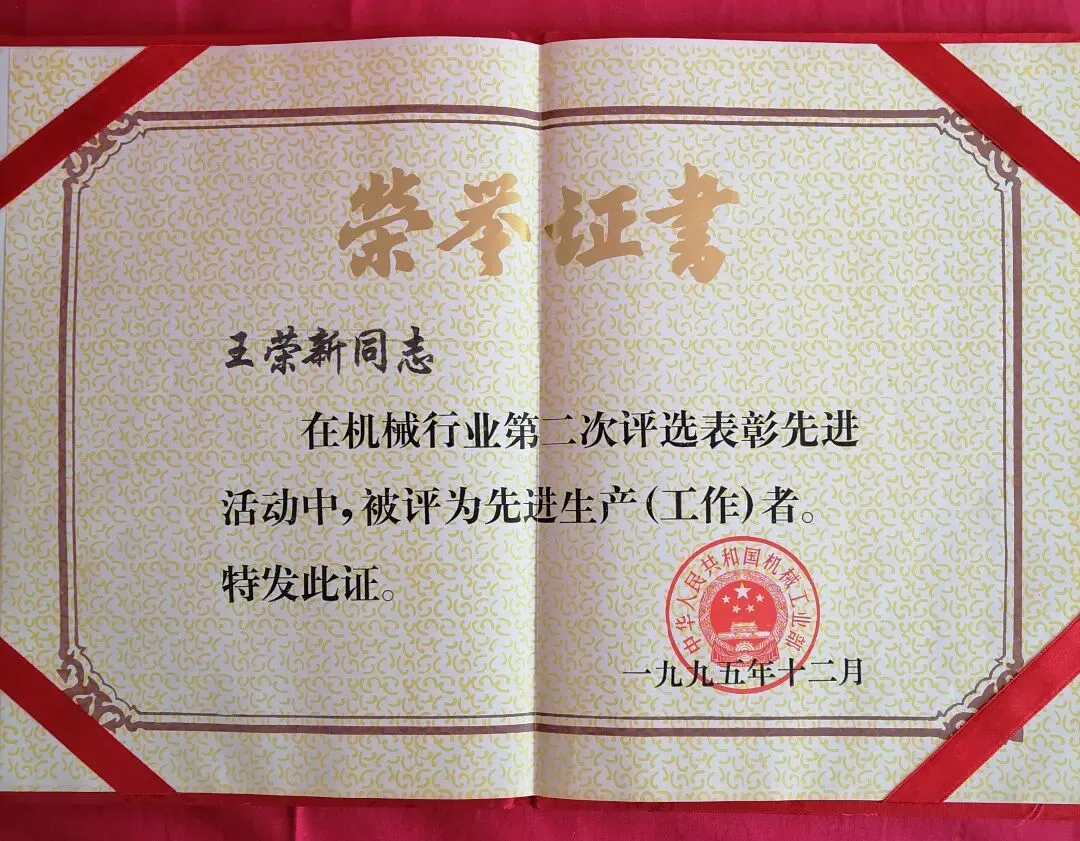 荣誉证书
王荣新同志
在机械行业第二次评选表彰先进
活动中,被评为先进生产(工作)者。
特发此证。
中华人民共和国机械工业部
一九九五年十二月